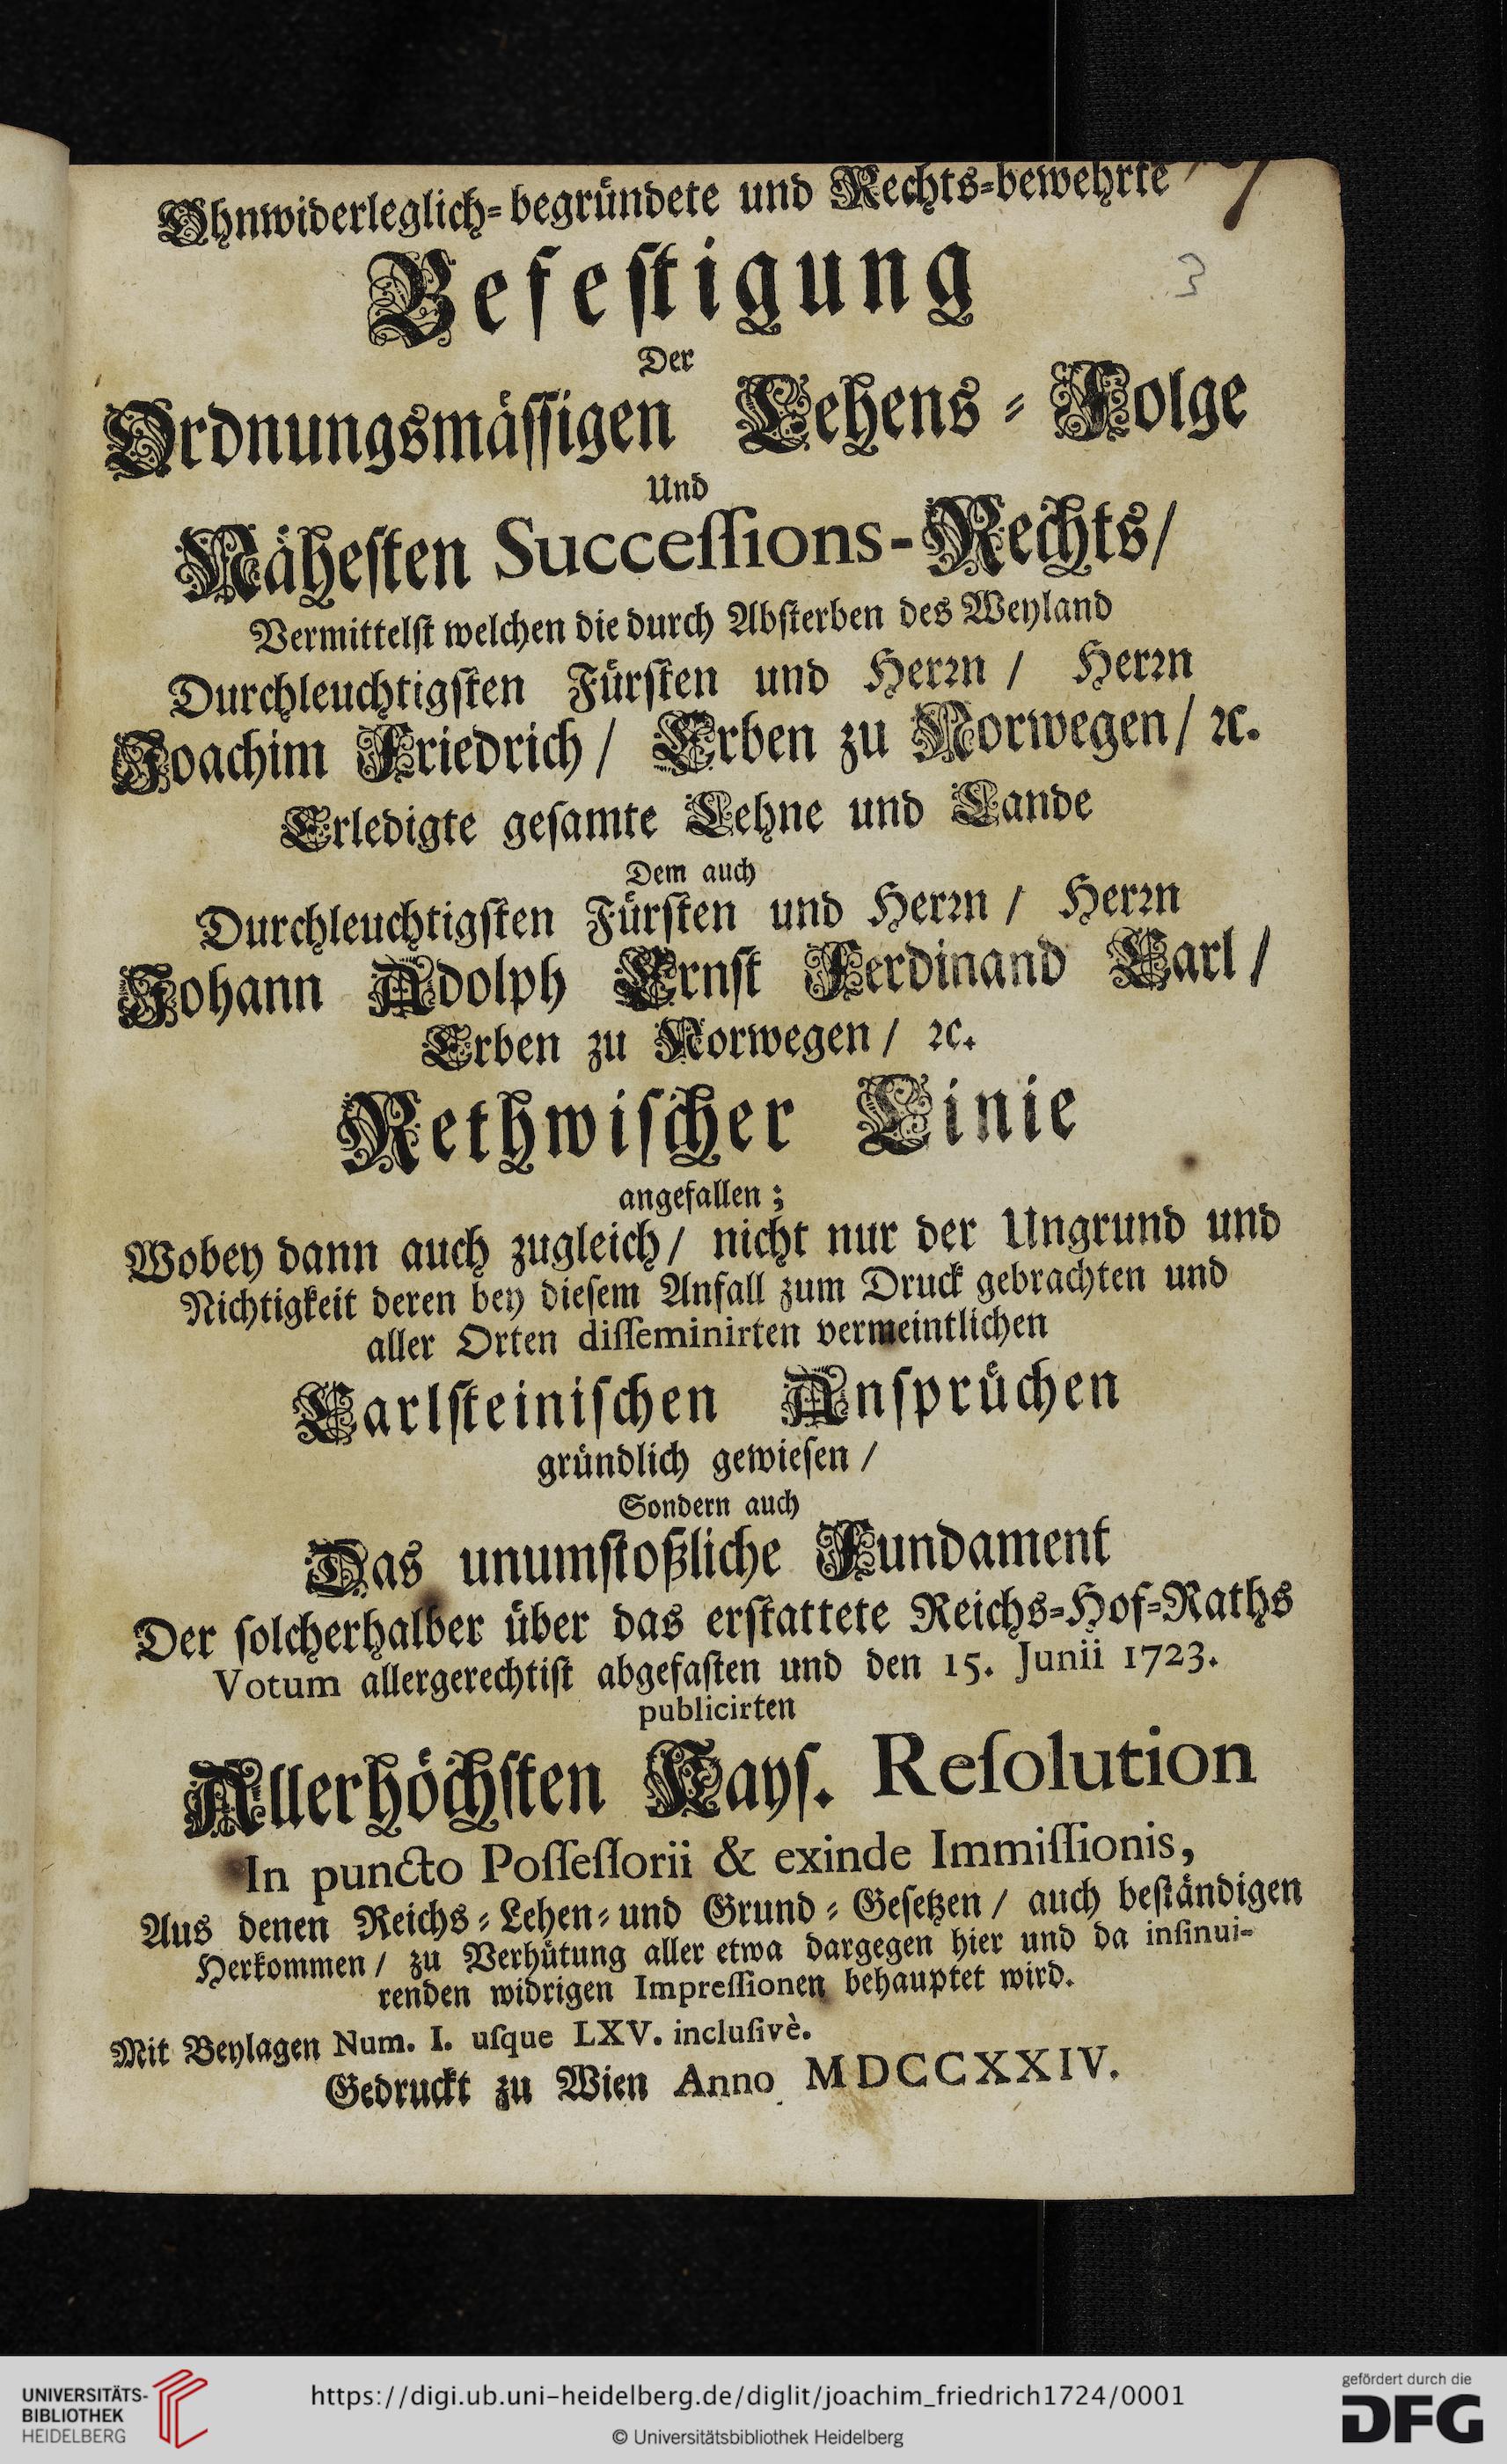 Ohnwiderleglich-begründete und Rechts-bewehrte
3
Befestigung
Der
Ordnungsmässigen Lehens-Folge
Und
Nähesten Successions-Rechts/
Vermittelst welchen die durch Absterben des Weyland
Durchleuchtigsten Fürsten und Herrn / Herrn
Joachim Friedrich/ Erben zu Norwegen/ ꝛc.
Erledigte gesamte Lehne und Lande
Dem auch
Durchleuchtigsten Fürsten und Herrn / Herrn
Johann Adolph Ernst Ferdinand Carl/
Erben zu Norwegen/ ꝛc.
Rethwischer Linie
angefallen;
Wobey dann auch zugleich/ nicht nur der Ungrund und
Nichtigkeit deren bey diesem Anfall zum Druck gebrachten und
aller Orten disseminirten vermeintlichen
Carlsteinischen Ansprüchen
gründlich gewiesen/
Sondern auch
Das unumstoßliche Fundament
Der solcherhalber über das erstattete Reichs-Hof-Raths
Votum allergerechtist abgefasten und den 15. Junii 1723.
publicirten
Allerhöchsten Kays. Resolution
In puncto Possessorii & exinde Immissionis,
Aus denen Reichs-Lehen-und Grund-Gesetzen/ auch beständigen
Herkommen/ zu Verhütung aller etwa dargegen hier und da insinui-
renden widrigen Impressionen behauptet wird.
Mit Beylagen Num. I. usque LXV. inclusivè.
Gedruckt zu Wien Anno MDCCXXIV.
UNIVERSITÄTS-
BIBLIOTHEK
HEIDELBERG
https://digi.ub.uni-heidelberg.de/diglit/joachim_friedrich1724/0001
© Universitätsbibliothek Heidelberg
gefördert durch die
DFG